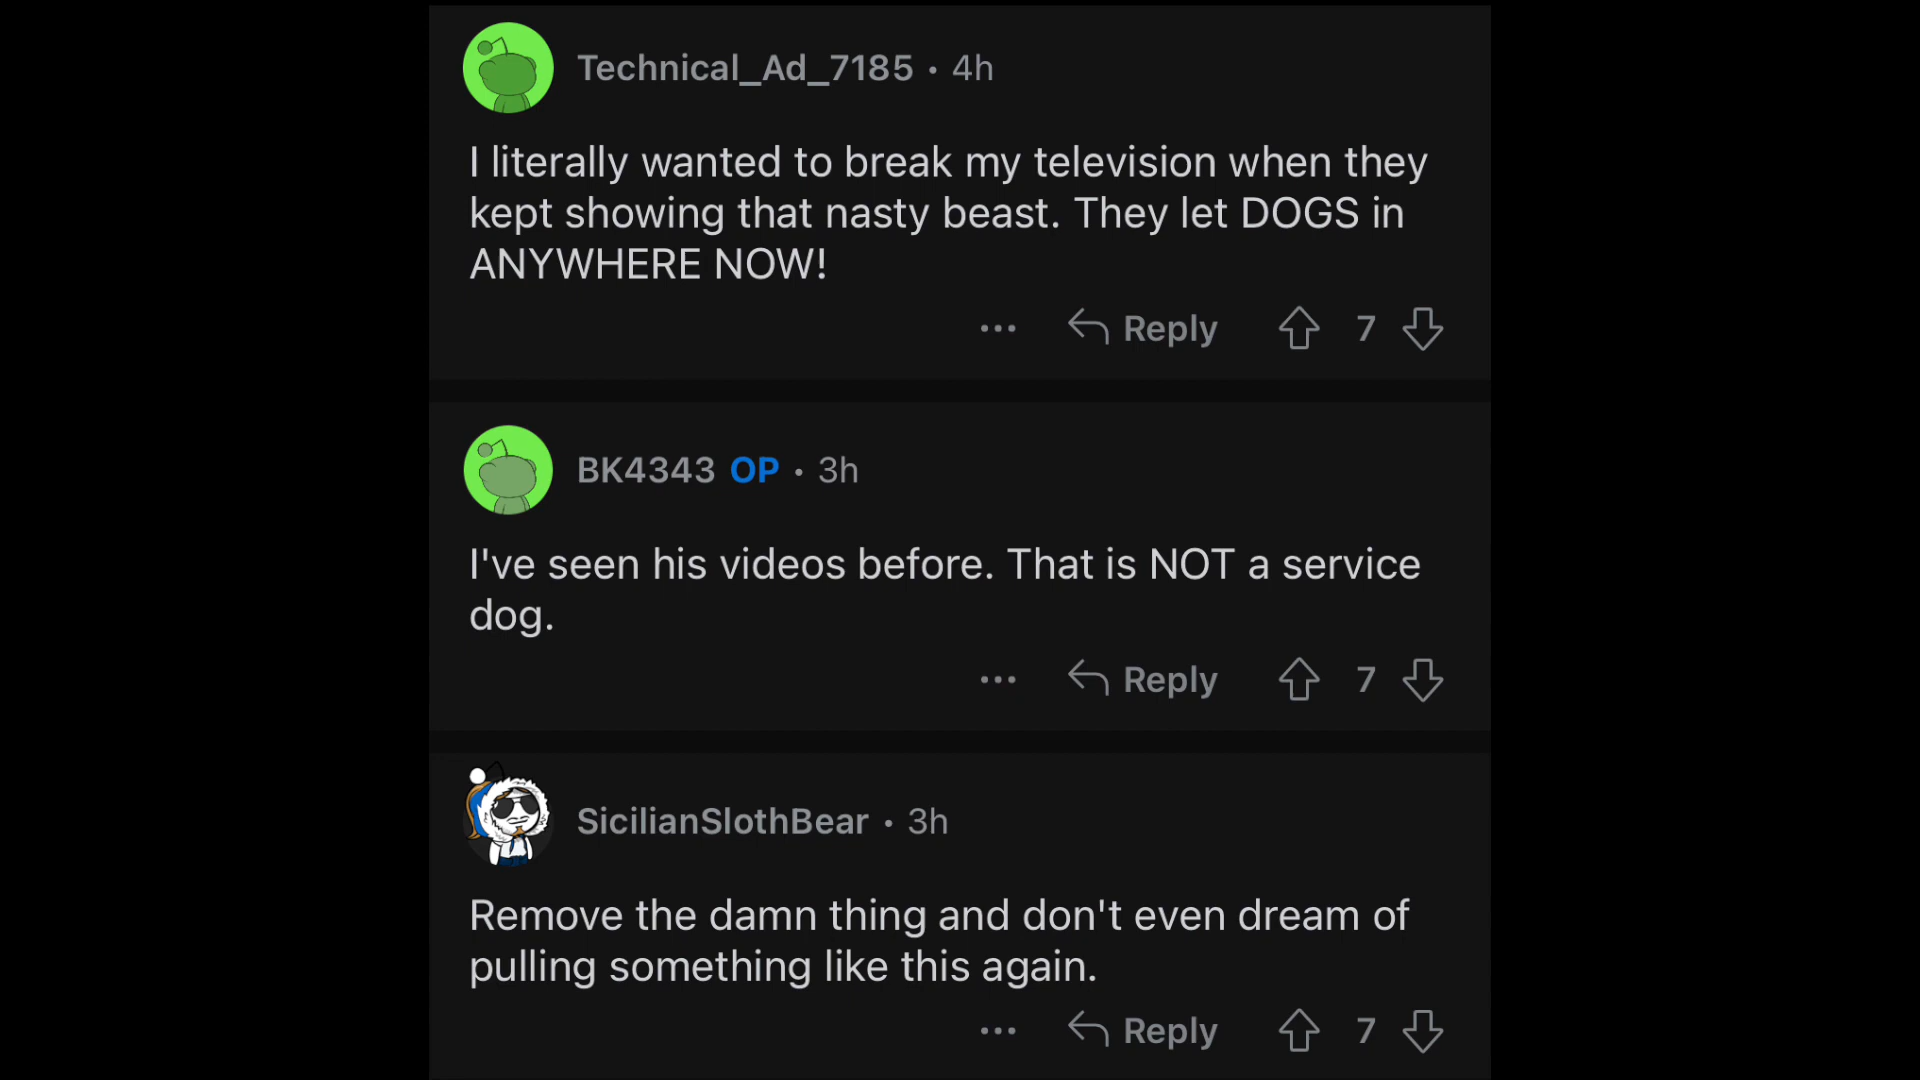 Technical_Ad_7185 • 4h
I literally wanted to break my television when they
kept showing that nasty beast. They let DOGS in
ANYWHERE NOW!
... Reply 7
BK4343 OP • 3h
I've seen his videos before. That is NOT a service
dog.
... Reply 7
SicilianSlothBear • 3h
Remove the damn thing and don't even dream of
pulling something like this again.
... Reply 7